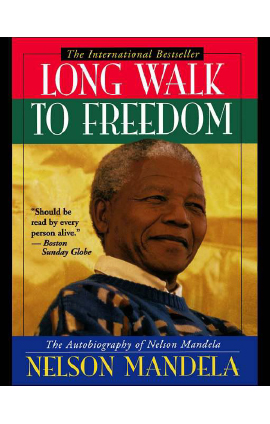 The International Bestseller
LONG WALK
TO FREEDOM
"Should be
read by every
person alive."
— Boston
Sunday Globe
The Autobiography of Nelson Mandela
NELSON MANDELA